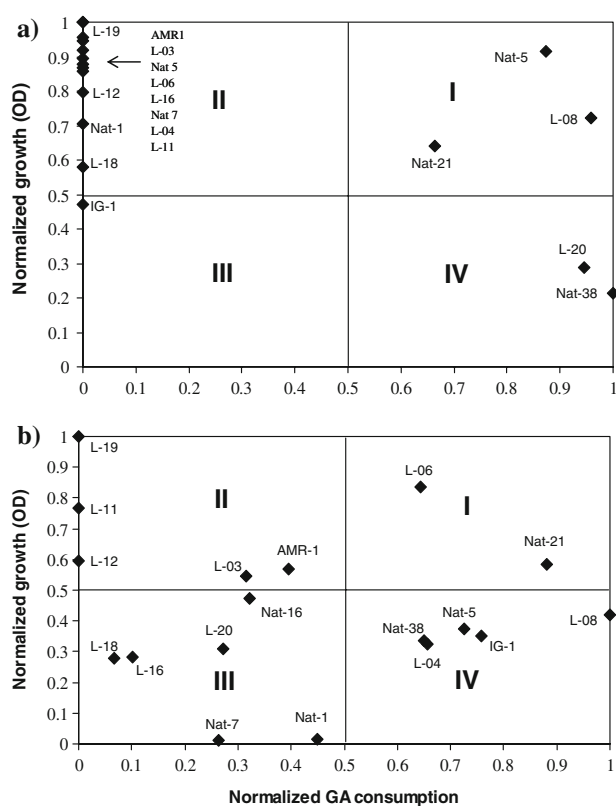 a)
Normalized growth (OD)
1
0.9
0.8
0.7
0.6
0.5
0.4
0.3
0.2
0.1
0
L-19
L-12
Nat-1
L-18
IG-1
AMR1
L-03
Nat 5
L-06
L-16
Nat 7
L-04
L-11
II
I
III
IV
Nat-5
L-08
Nat-21
L-20
Nat-38
0 0.1 0.2 0.3 0.4 0.5 0.6 0.7 0.8 0.9 1
b)
Normalized growth (OD)
1
0.9
0.8
0.7
0.6
0.5
0.4
0.3
0.2
0.1
0
L-19
L-11
L-12
II
I
L-06
Nat-21
L-03
AMR-1
Nat-16
L-18
L-16
L-20
III
Nat-7
Nat-1
Nat-38
Nat-5
L-08
L-04
IG-1
IV
0 0.1 0.2 0.3 0.4 0.5 0.6 0.7 0.8 0.9 1
Normalized GA consumption